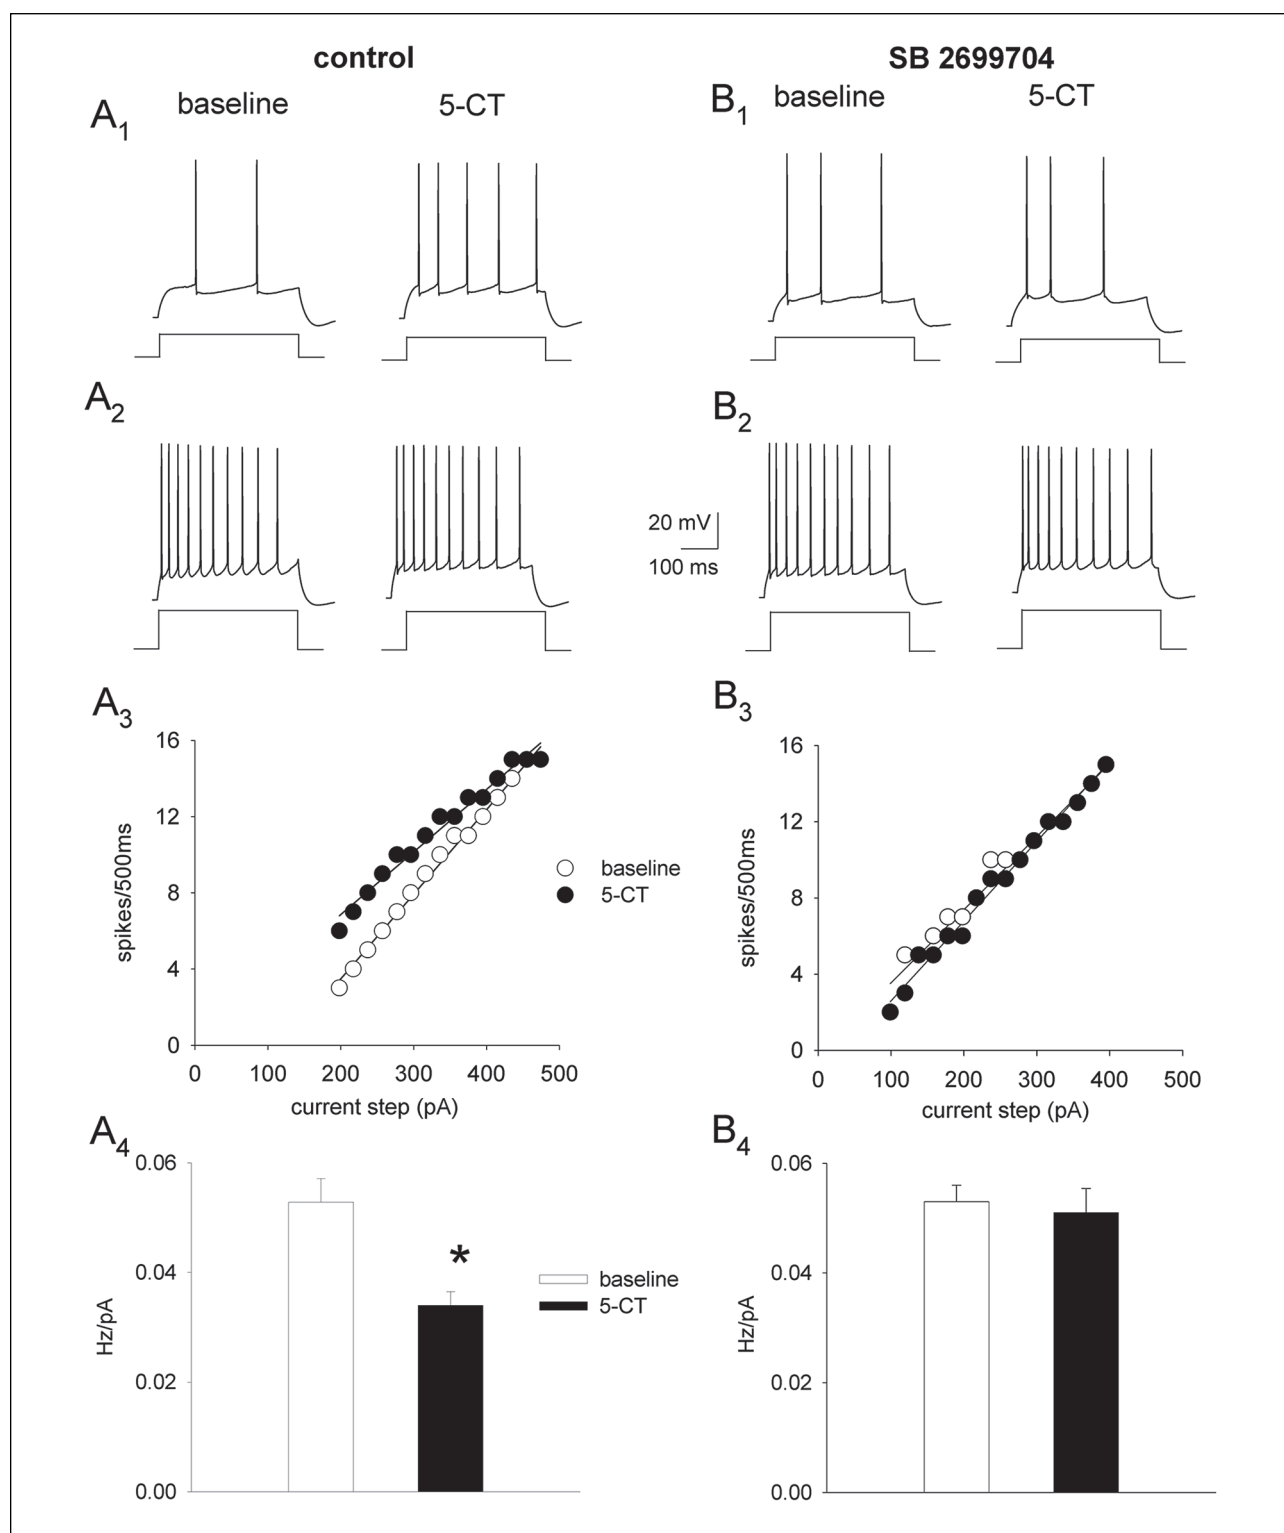 control
SB 2699704
A1
baseline
5-CT
B1
baseline
5-CT
A2
B2
20 mV
100 ms
A3
16
12
8
4
0
spikes/500ms
0 100 200 300 400 500
current step (pA)
baseline
5-CT
B3
16
12
8
4
0
spikes/500ms
0 100 200 300 400 500
current step (pA)
A4
0.06
0.04
0.02
0.00
Hz/pA
*
baseline
5-CT
B4
0.06
0.04
0.02
0.00
Hz/pA